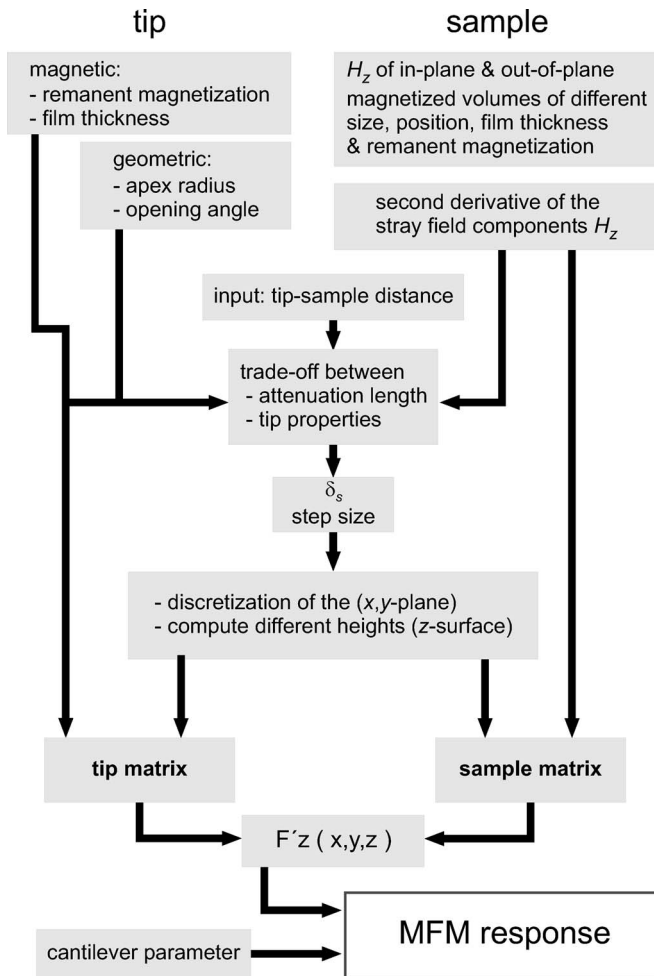 tip
sample
magnetic:
- remanent magnetization
- film thickness
Hz of in-plane & out-of-plane
magnetized volumes of different
size, position, film thickness
& remanent magnetization
geometric:
- apex radius
- opening angle
second derivative of the
stray field components Hz
input: tip-sample distance
trade-off between
- attenuation length
- tip properties
δs
step size
- discretization of the (x,y-plane)
- compute different heights (z-surface)
tip matrix
sample matrix
F´z ( x,y,z )
MFM response
cantilever parameter